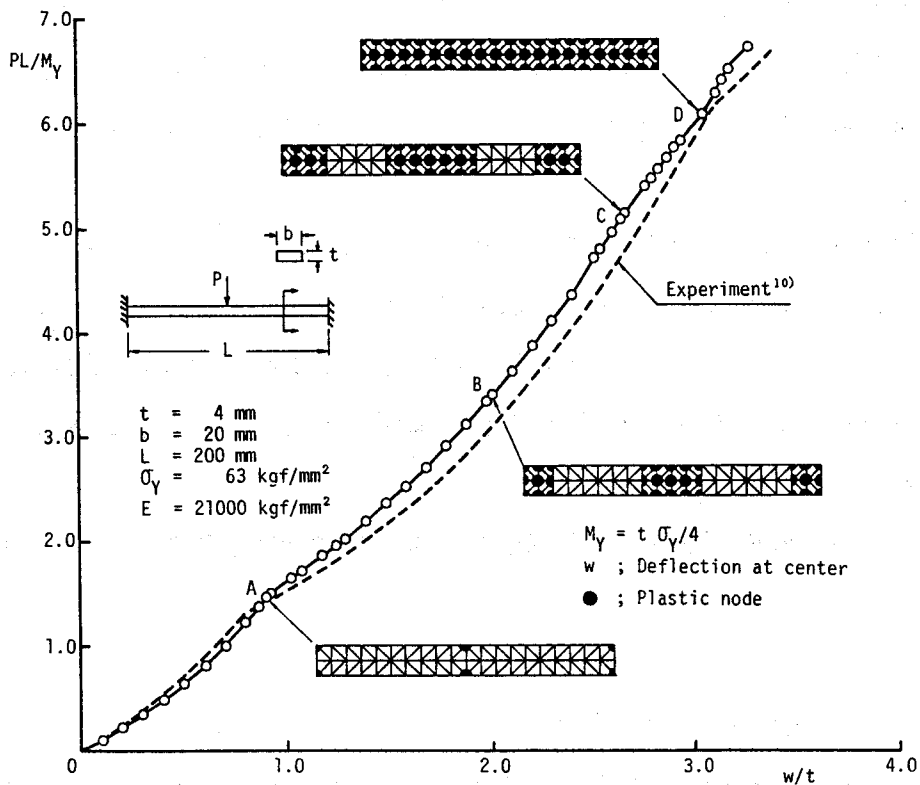 7.0
PL/M_Y
6.0
5.0
4.0
3.0
2.0
1.0
0
1.0
2.0
3.0
4.0
w/t
A
B
C
D
Experiment¹⁰⁾
b
t
P
L
t = 4 mm
b = 20 mm
L = 200 mm
σ_Y = 63 kgf/mm²
E = 21000 kgf/mm²
M_Y = t σ_Y/4
w ; Deflection at center
● ; Plastic node